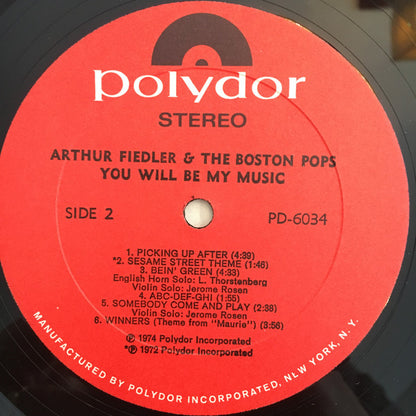 polydor
STEREO
ARTHUR FIEDLER & THE BOSTON POPS
YOU WILL BE MY MUSIC
SIDE 2
PD-6034
1. PICKING UP AFTER (4:39)
*2. SESAME STREET THEME (1:46)
3. BEIN' GREEN (4:33)
English Horn Solo: L. Thorstenberg
Violin Solo: Jerome Rosen
4. ABC-DEF-GHI (1:55)
5. SOMEBODY COME AND PLAY (2:38)
Violin Solo: Jerome Rosen
6. WINNERS (Theme from "Maurie") (3:56)
℗ 1974 Polydor Incorporated
*℗ 1972 Polydor Incorporated
MANUFACTURED BY POLYDOR INCORPORATED, NEW YORK, N.Y.